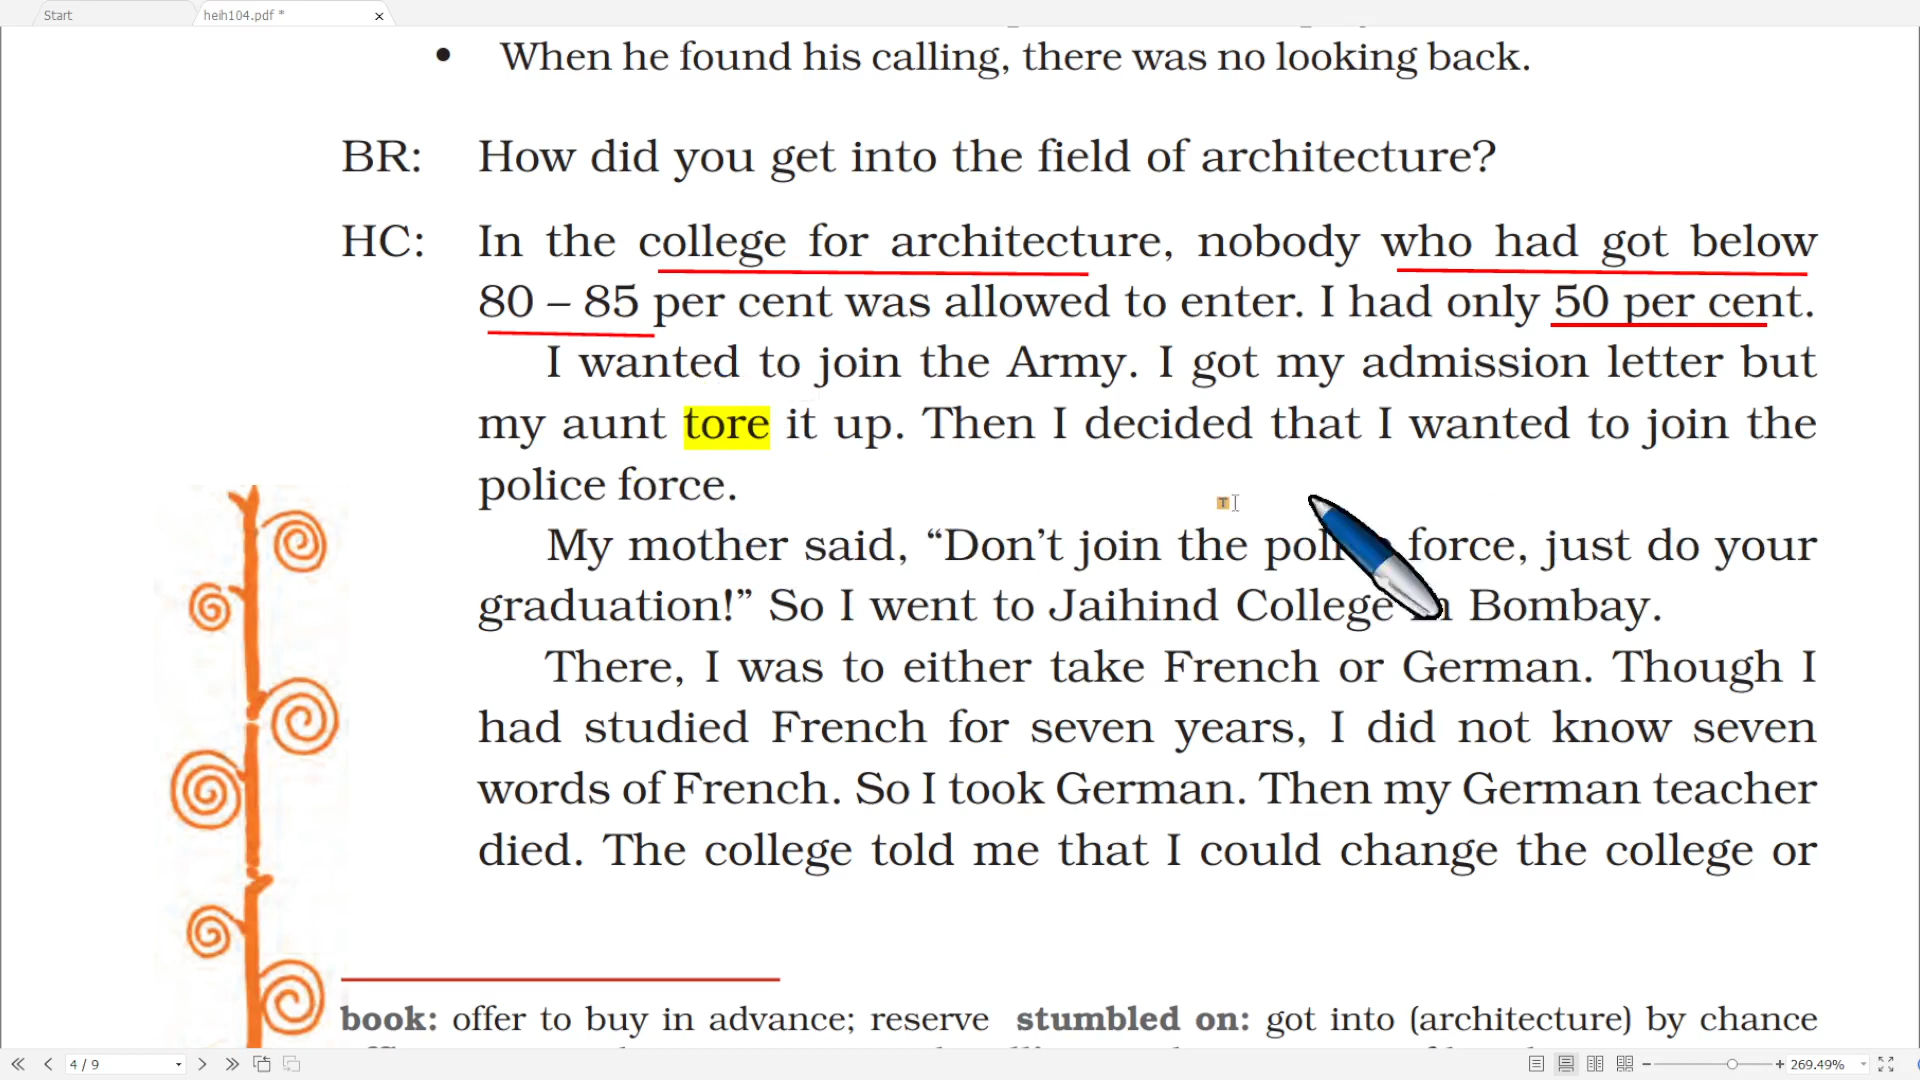 Start
heih104.pdf *
• When he found his calling, there was no looking back.
BR: How did you get into the field of architecture?
HC: In the college for architecture, nobody who had got below
80 – 85 per cent was allowed to enter. I had only 50 per cent.
I wanted to join the Army. I got my admission letter but
my aunt tore it up. Then I decided that I wanted to join the
police force.
My mother said, “Don’t join the police force, just do your
graduation!” So I went to Jaihind College in Bombay.
There, I was to either take French or German. Though I
had studied French for seven years, I did not know seven
words of French. So I took German. Then my German teacher
died. The college told me that I could change the college or
book: offer to buy in advance; reserve stumbled on: got into (architecture) by chance
4 / 9
269.49%